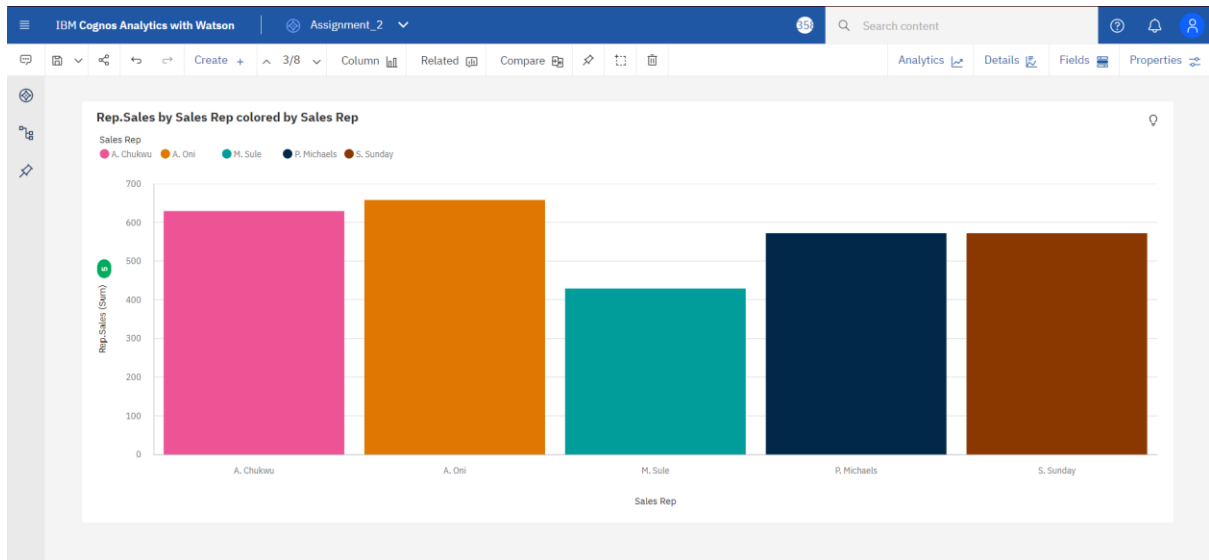 IBM Cognos Analytics with Watson Assignment_2 358 Search content
Create + 3/8 Column Related Compare Analytics Details Fields Properties
Rep.Sales by Sales Rep colored by Sales Rep
Sales Rep
A. Chukwu A. Oni M. Sule P. Michaels S. Sunday
700
600
500
400
300
200
100
0
Rep.Sales (Sum) 5
A. Chukwu A. Oni M. Sule P. Michaels S. Sunday
Sales Rep